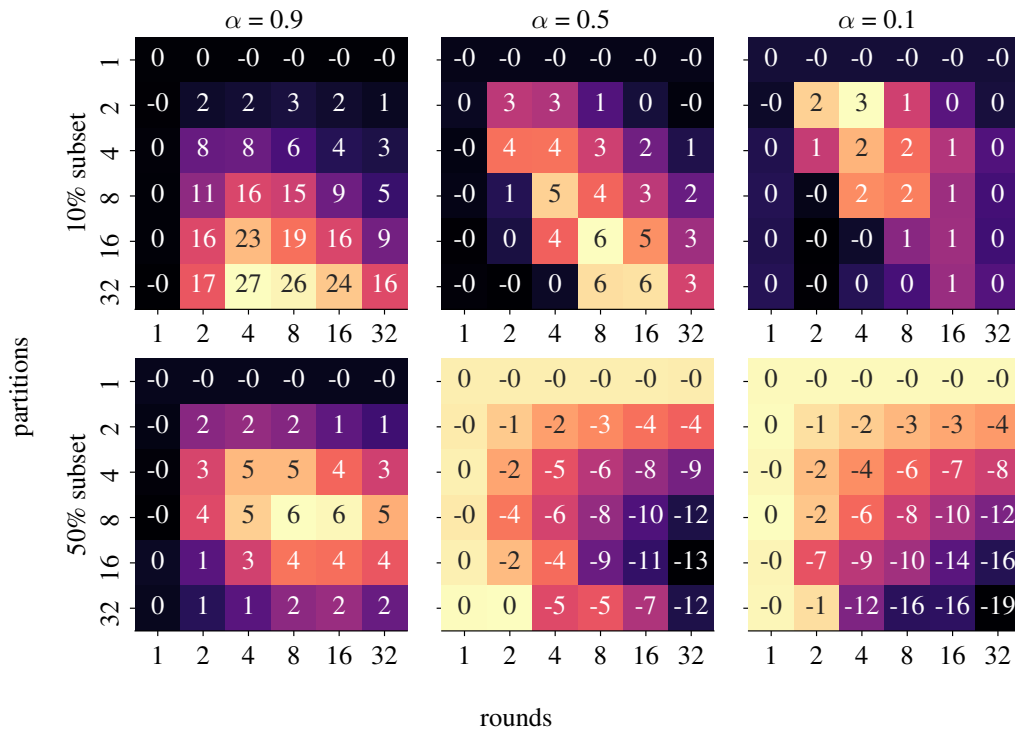 α = 0.9 α = 0.5 α = 0.1
10% subset
1 0 0 -0 -0 -0 -0 -0 -0 -0 -0 -0 0 -0 -0 -0 -0 -0
2 -0 2 2 3 2 1 0 3 3 1 0 -0 -0 2 3 1 0 0
4 0 8 8 6 4 3 -0 4 4 3 2 1 0 1 2 2 1 0
8 0 11 16 15 9 5 -0 1 5 4 3 2 0 -0 2 2 1 0
16 0 16 23 19 16 9 -0 0 4 6 5 3 0 -0 -0 1 1 0
32 -0 17 27 26 24 16 -0 -0 0 6 6 3 0 -0 0 0 1 0
1 2 4 8 16 32 1 2 4 8 16 32 1 2 4 8 16 32
partitions
50% subset
1 -0 -0 -0 -0 -0 -0 0 -0 -0 -0 -0 -0 0 -0 -0 -0 -0 -0
2 -0 2 2 2 1 1 -0 -1 -2 -3 -4 -4 0 -1 -2 -3 -3 -4
4 -0 3 5 5 4 3 0 -2 -5 -6 -8 -9 0 -2 -4 -6 -7 -8
8 -0 4 5 6 6 5 -0 -4 -6 -8 -10 -12 0 -2 -6 -8 -10 -12
16 0 1 3 4 4 4 0 -2 -4 -9 -11 -13 -0 -7 -9 -10 -14 -16
32 0 1 1 2 2 2 0 0 -5 -5 -7 -12 -0 -1 -12 -16 -16 -19
1 2 4 8 16 32 1 2 4 8 16 32 1 2 4 8 16 32
rounds